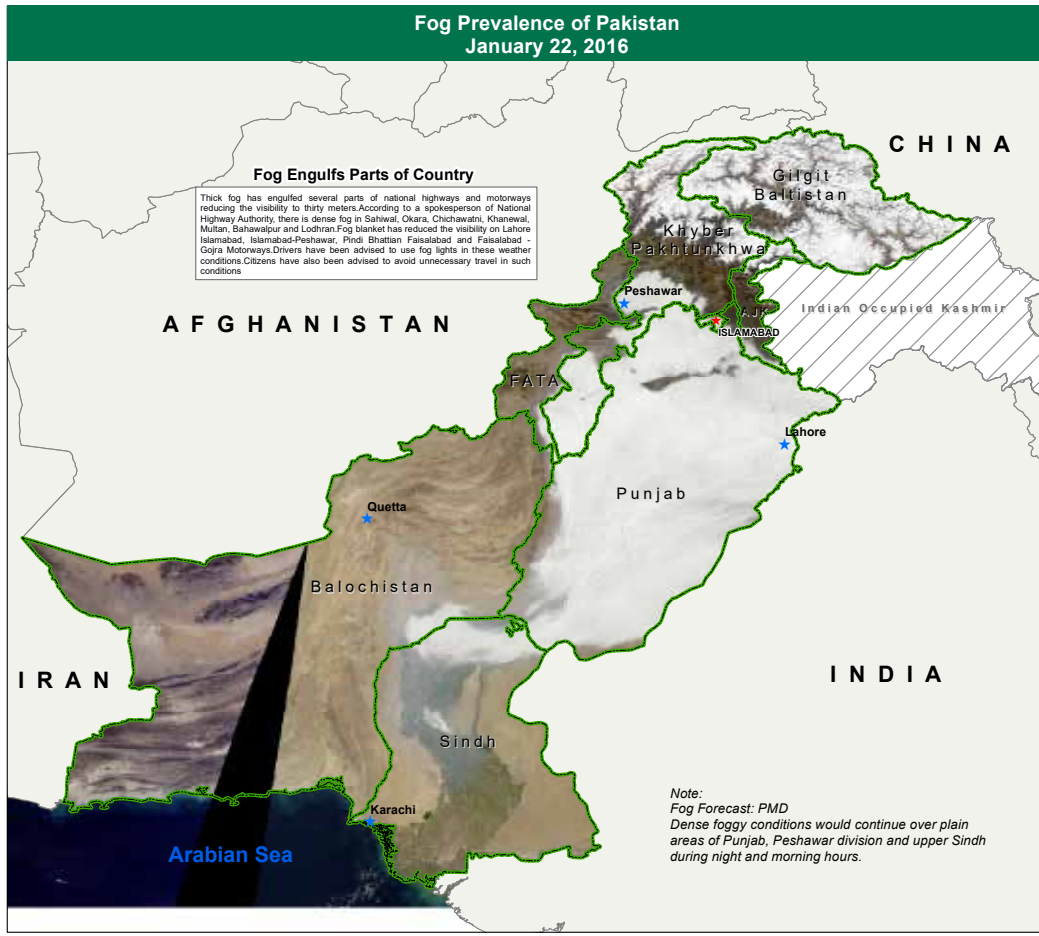 Fog Prevalence of Pakistan
January 22, 2016
CHINA
Fog Engulfs Parts of Country
Thick fog has engulfed several parts of national highways and motorways
reducing the visibility to thirty meters.According to a spokesperson of National
Highway Authority, there is dense fog in Sahiwal, Okara, Chichawatni, Khanewal,
Multan, Bahawalpur and Lodhran.Fog blanket has reduced the visibility on Lahore
Islamabad, Islamabad-Peshawar, Pindi Bhattian Faisalabad and Faisalabad -
Gojra Motorways.Drivers have been advised to use fog lights in these weather
conditions.Citizens have also been advised to avoid unnecessary travel in such
conditions
Gilgit
Baltistan
Khyber
Pakhtunkhwa
Peshawar
AFGHANISTAN
AJK
Indian Occupied Kashmir
ISLAMABAD
FATA
Lahore
Punjab
Quetta
Balochistan
IRAN
INDIA
Sindh
Karachi
Arabian Sea
Note:
Fog Forecast: PMD
Dense foggy conditions would continue over plain
areas of Punjab, Peshawar division and upper Sindh
during night and morning hours.